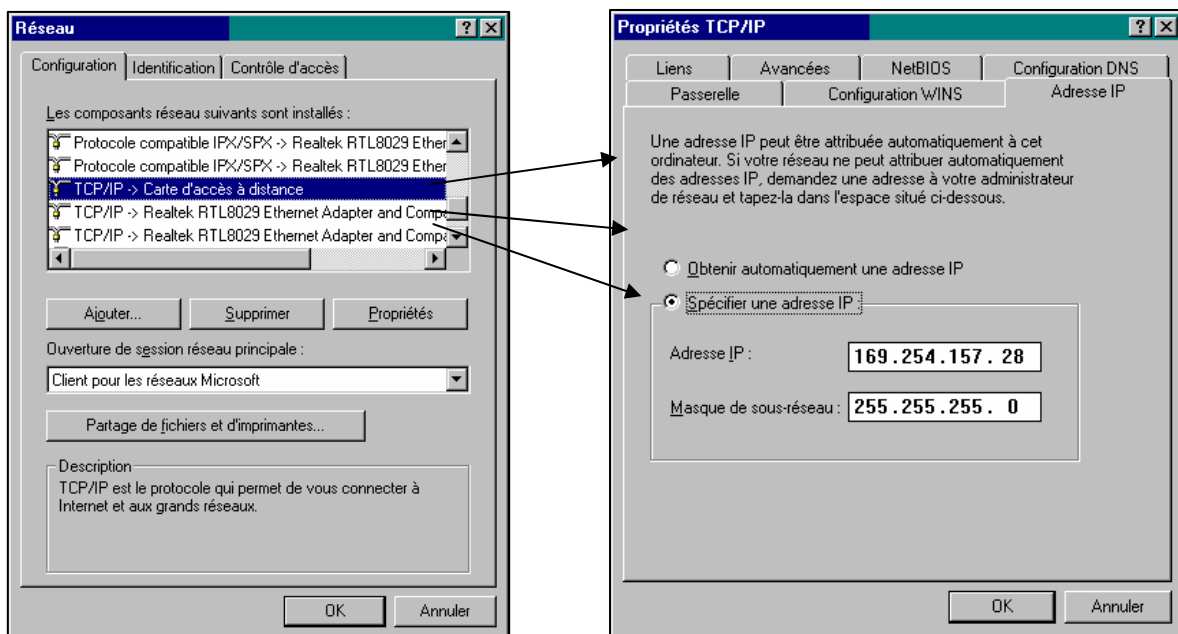 Réseau
Configuration
Identification
Contrôle d'accès
Les composants réseau suivants sont installés :
Protocole compatible IPX/SPX -> Realtek RTL8029 Ether
Protocole compatible IPX/SPX -> Realtek RTL8029 Ether
TCP/IP -> Carte d'accès à distance
TCP/IP -> Realtek RTL8029 Ethernet Adapter and Compa
TCP/IP -> Realtek RTL8029 Ethernet Adapter and Compa
Ajouter...
Supprimer
Propriétés
Ouverture de session réseau principale :
Client pour les réseaux Microsoft
Partage de fichiers et d'imprimantes...
Description
TCP/IP est le protocole qui permet de vous connecter à
Internet et aux grands réseaux.
OK
Annuler
Propriétés TCP/IP
Liens
Avancées
NetBIOS
Configuration DNS
Passerelle
Configuration WINS
Adresse IP
Une adresse IP peut être attribuée automatiquement à cet
ordinateur. Si votre réseau ne peut attribuer automatiquement
des adresses IP, demandez une adresse à votre administrateur
de réseau et tapez-la dans l'espace situé ci-dessous.
Obtenir automatiquement une adresse IP
Spécifier une adresse IP :
Adresse IP :
169.254.157. 28
Masque de sous-réseau :
255.255.255. 0
OK
Annuler